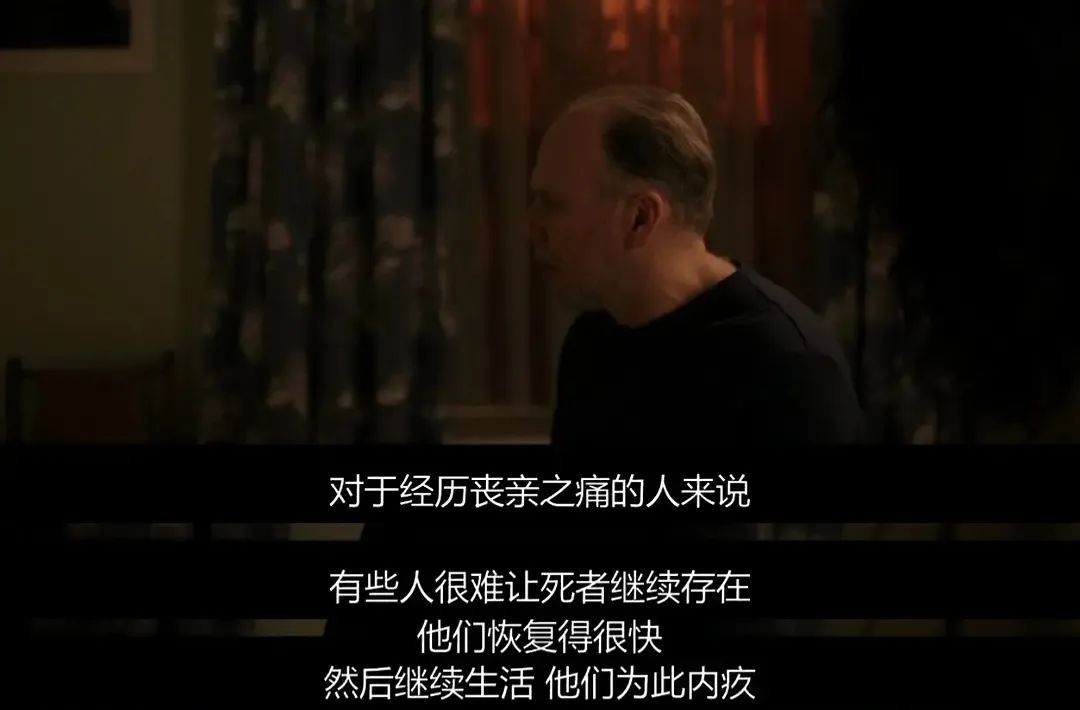 对于经历丧亲之痛的人来说
有些人很难让死者继续存在
他们恢复得很快
然后继续生活 他们为此内疚